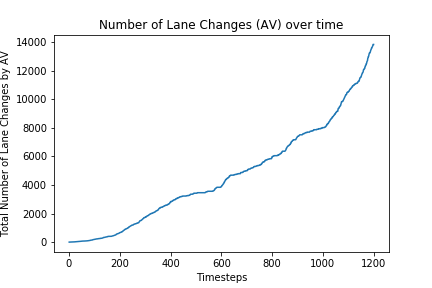 Number of Lane Changes (AV) over time
Total Number of Lane Changes by AV
14000
12000
10000
8000
6000
4000
2000
0
0 200 400 600 800 1000 1200
Timesteps